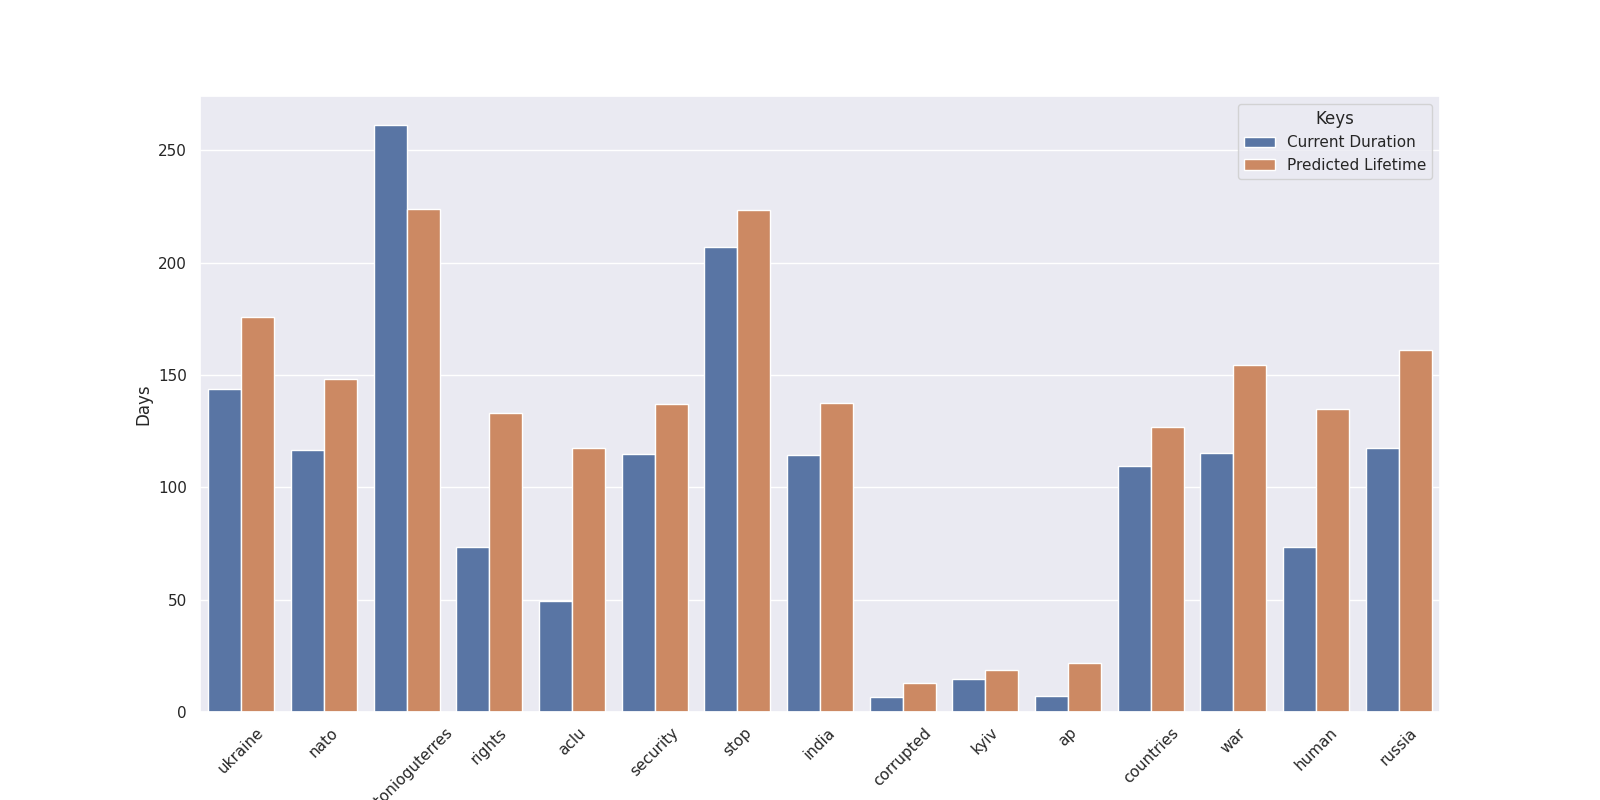 Keys
Current Duration
Predicted Lifetime
Days
250
200
150
100
50
0
ukraine
nato
tonioguterres
rights
aclu
security
stop
india
corrupted
kyiv
ap
countries
war
human
russia